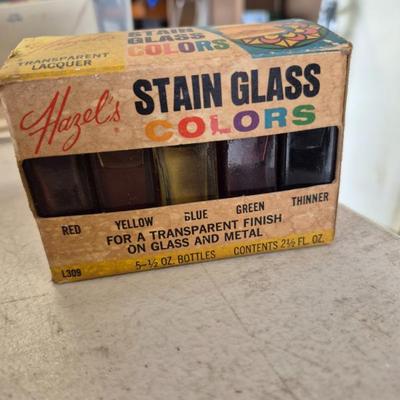 STAIN
GLASS
TRANSPARENT
LACQUER
COLORS
Hazel's
STAIN GLASS
COLORS
RED YELLOW BLUE GREEN THINNER
FOR A TRANSPARENT FINISH
ON GLASS AND METAL
L309 5-½ OZ. BOTTLES CONTENTS 2½ FL. OZ.